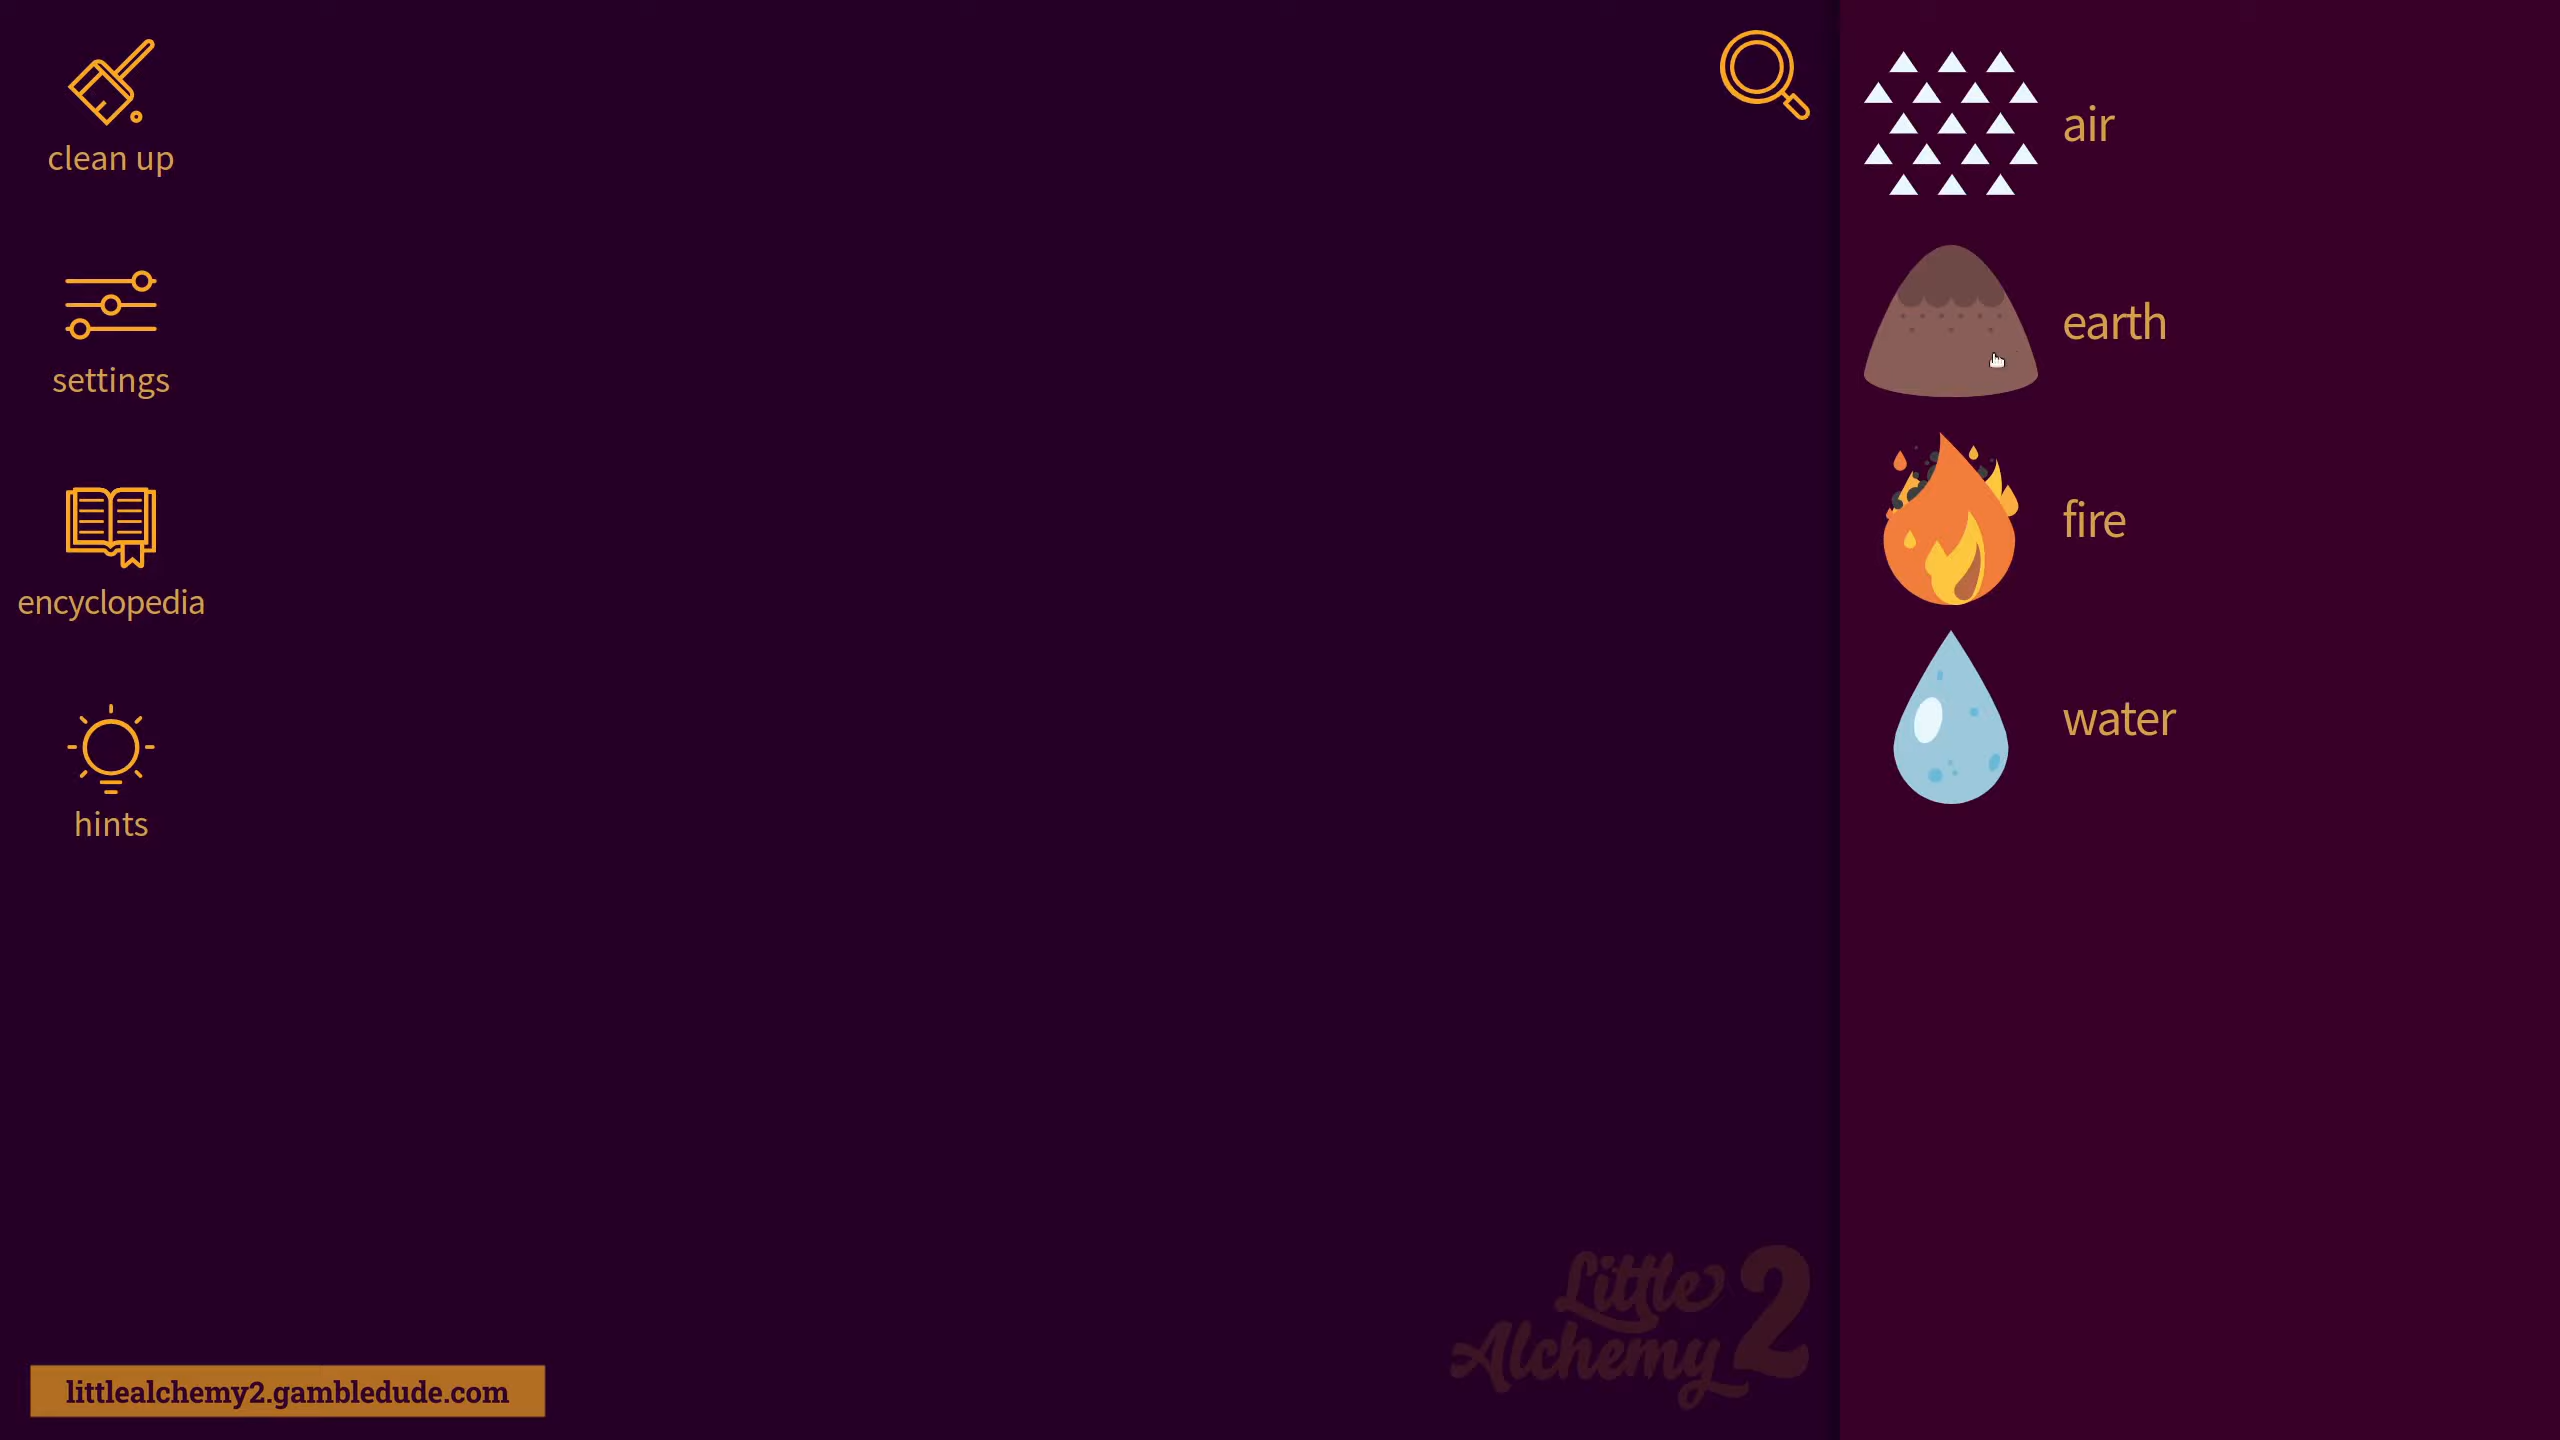 clean up
settings
encyclopedia
hints
air
earth
fire
water
Little
Alchemy 2
littlealchemy2.gambledude.com